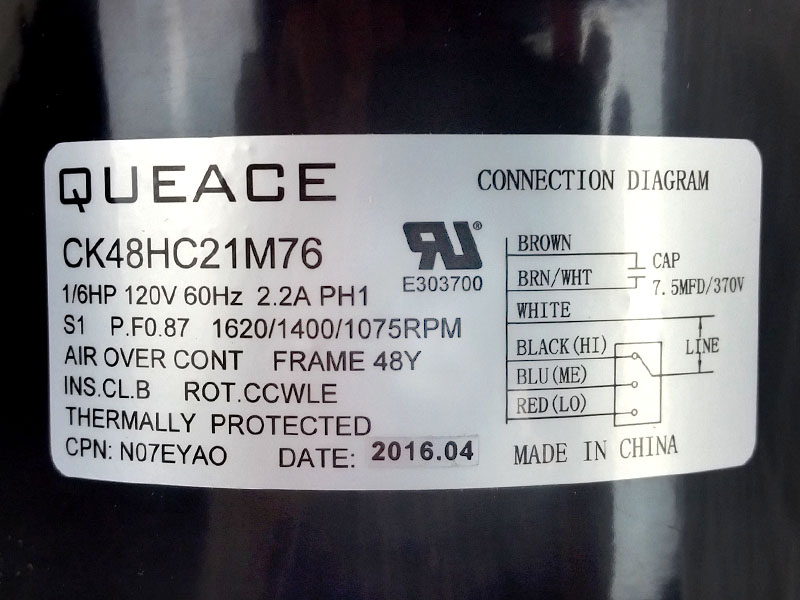 QUEACE
CK48HC21M76
E303700
1/6HP 120V 60Hz 2.2A PH1
S1 P.F0.87 1620/1400/1075RPM
AIR OVER CONT FRAME 48Y
INS.CL.B ROT.CCWLE
THERMALLY PROTECTED
CPN: N07EYAO DATE: 2016.04
CONNECTION DIAGRAM
BROWN
CAP
BRN/WHT
7.5MFD/370V
WHITE
BLACK(HI)
LINE
BLU(ME)
RED(LO)
MADE IN CHINA